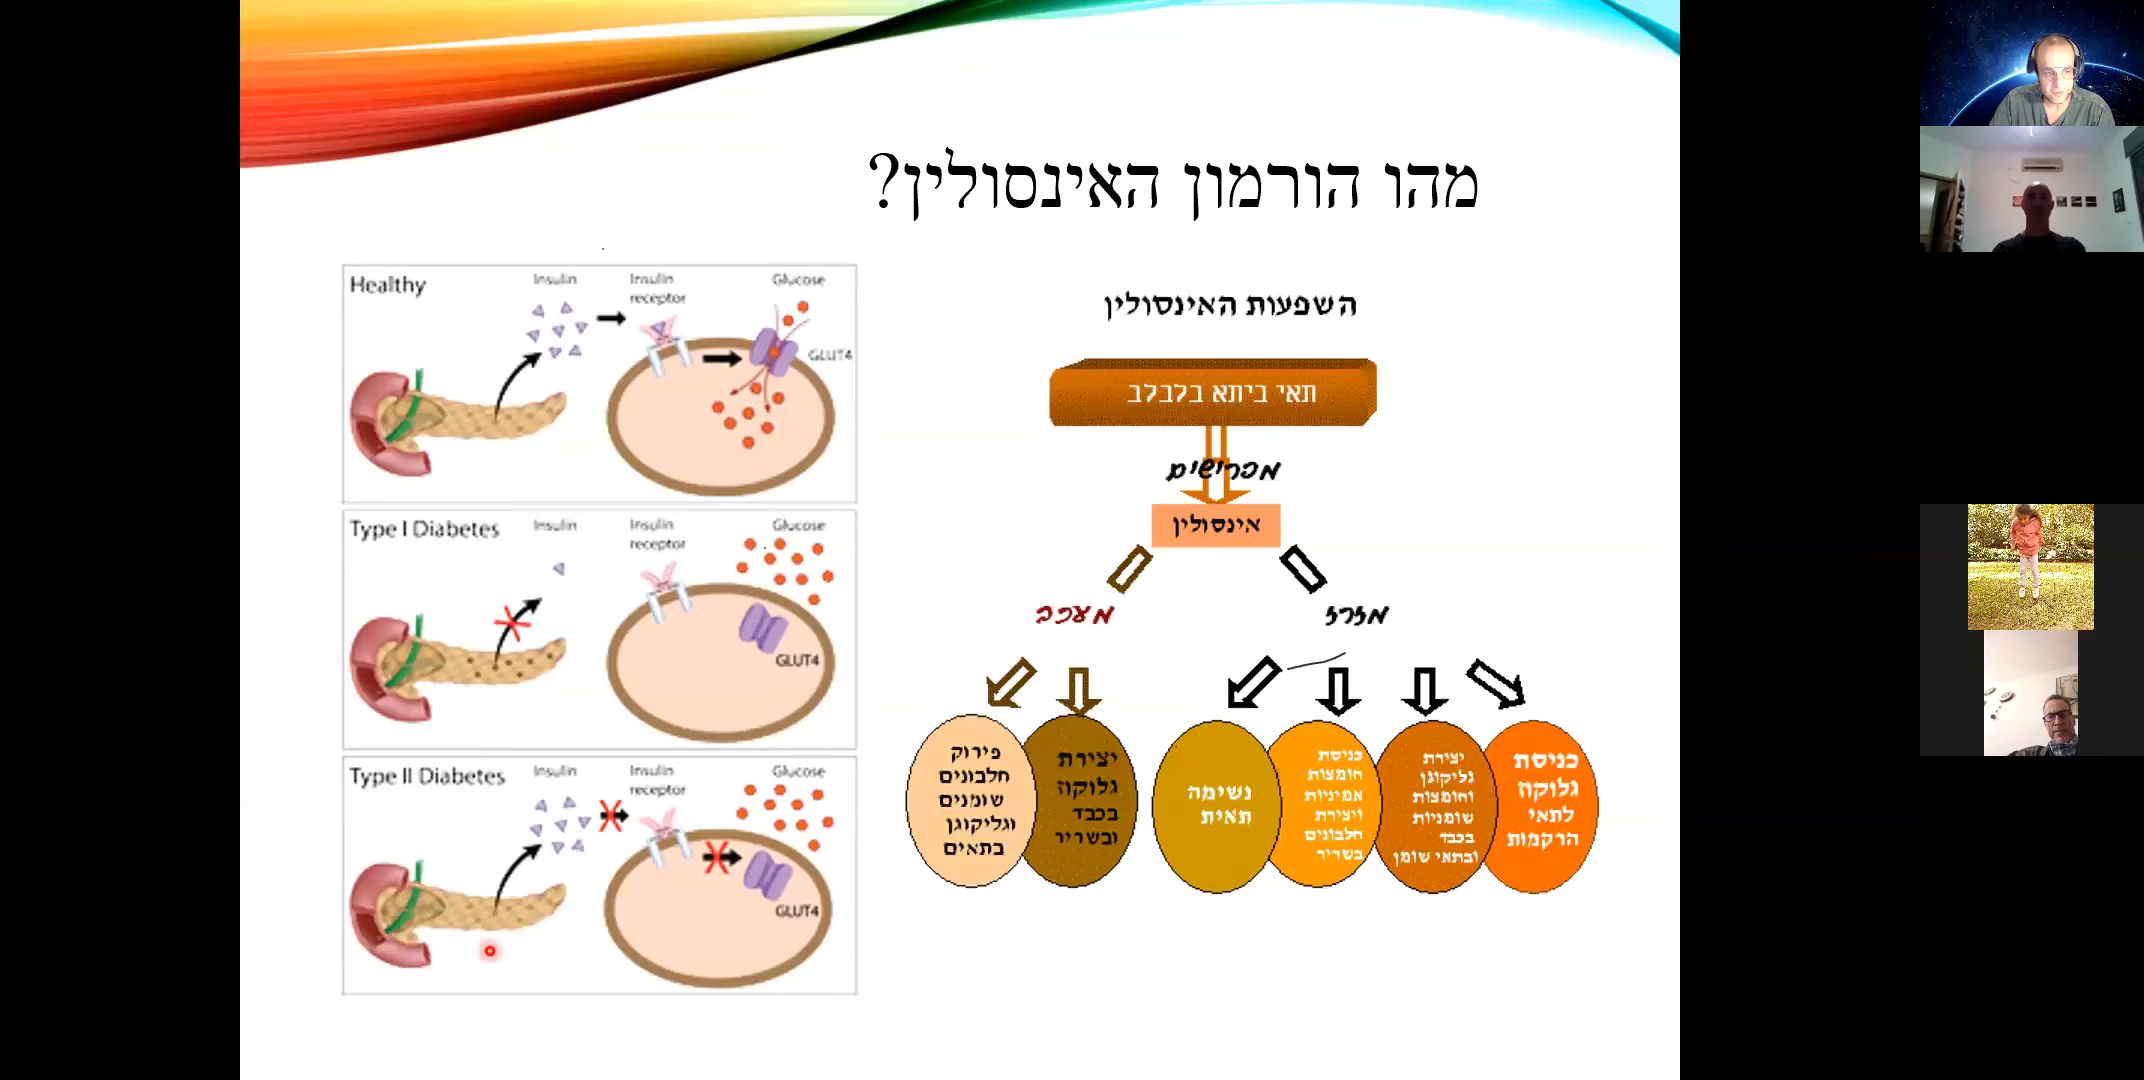 מהו הורמון האינסולין?
Healthy
Insulin
Insulin
receptor
Glucose
GLUT4
Type I Diabetes
Insulin
Insulin
receptor
Glucose
GLUT4
Type II Diabetes
Insulin
Insulin
receptor
Glucose
GLUT4
השפעות האינסולין
תאי ביתא בלבלב
מפרישים
אינסולין
מזרז
מעכב
כניסת
גלוקוז
לתאי
הרקמות
יצירת
גליקוגן
וחומצות
שומניות
בכבד
ובתאי שומן
כניסת
חומצות
אמיניות
ויצירת
חלבונים
בשריר
נשימה
תאית
יצירת
גלוקוז
בכבד
ובשריר
פירוק
חלבונים
שומנים
וגליקוגן
בתאים